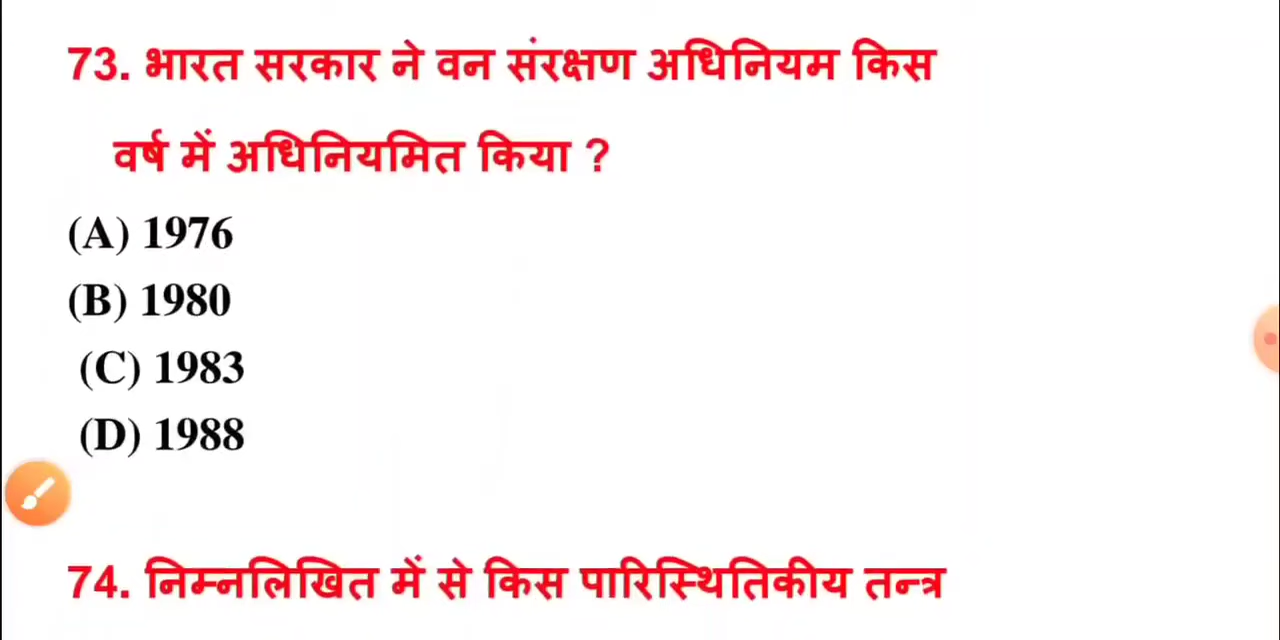 73. भारत सरकार ने वन संरक्षण अधिनियम किस
वर्ष में अधिनियमित किया ?
(A) 1976
(B) 1980
(C) 1983
(D) 1988
74. निम्नलिखित में से किस पारिस्थितिकीय तन्त्र